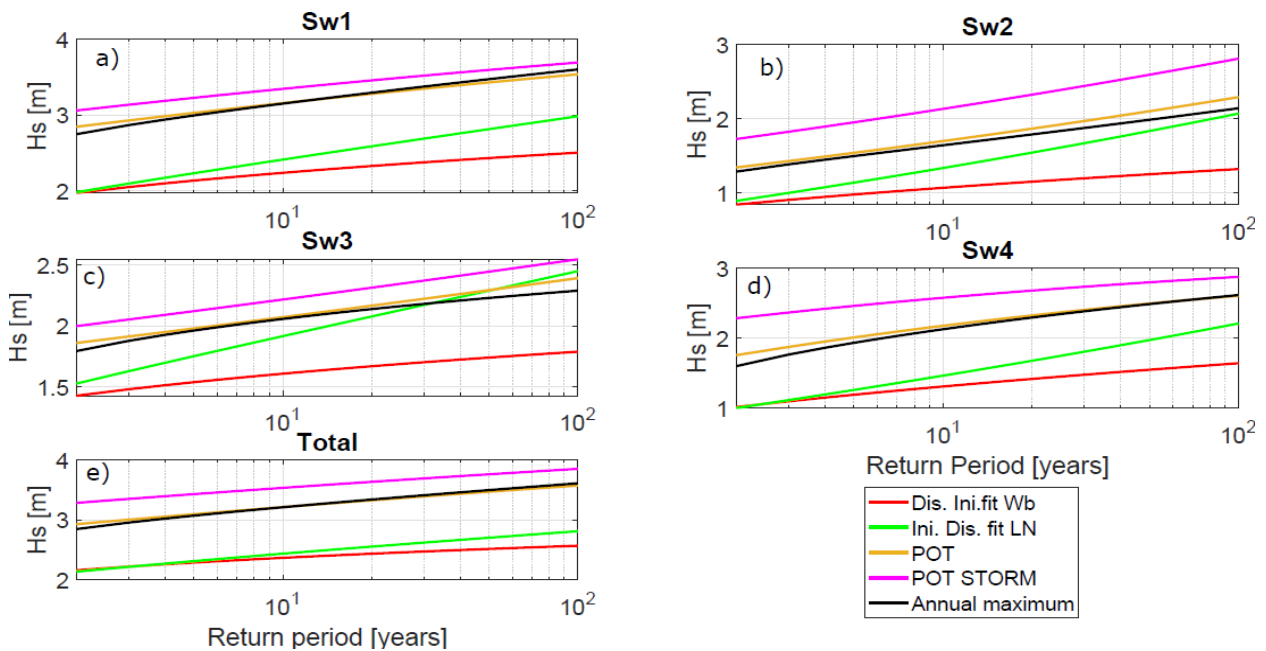 Sw1
a)
4
3
2
Hs [m]
10^1
10^2
Sw2
b)
3
2
1
Hs [m]
10^1
10^2
Sw3
c)
2.5
2
1.5
Hs [m]
10^1
10^2
Sw4
d)
3
2
1
Hs [m]
10^1
10^2
Return Period [years]
Total
e)
4
3
2
Hs [m]
10^1
10^2
Return period [years]
Dis. Ini.fit Wb
Ini. Dis. fit LN
POT
POT STORM
Annual maximum